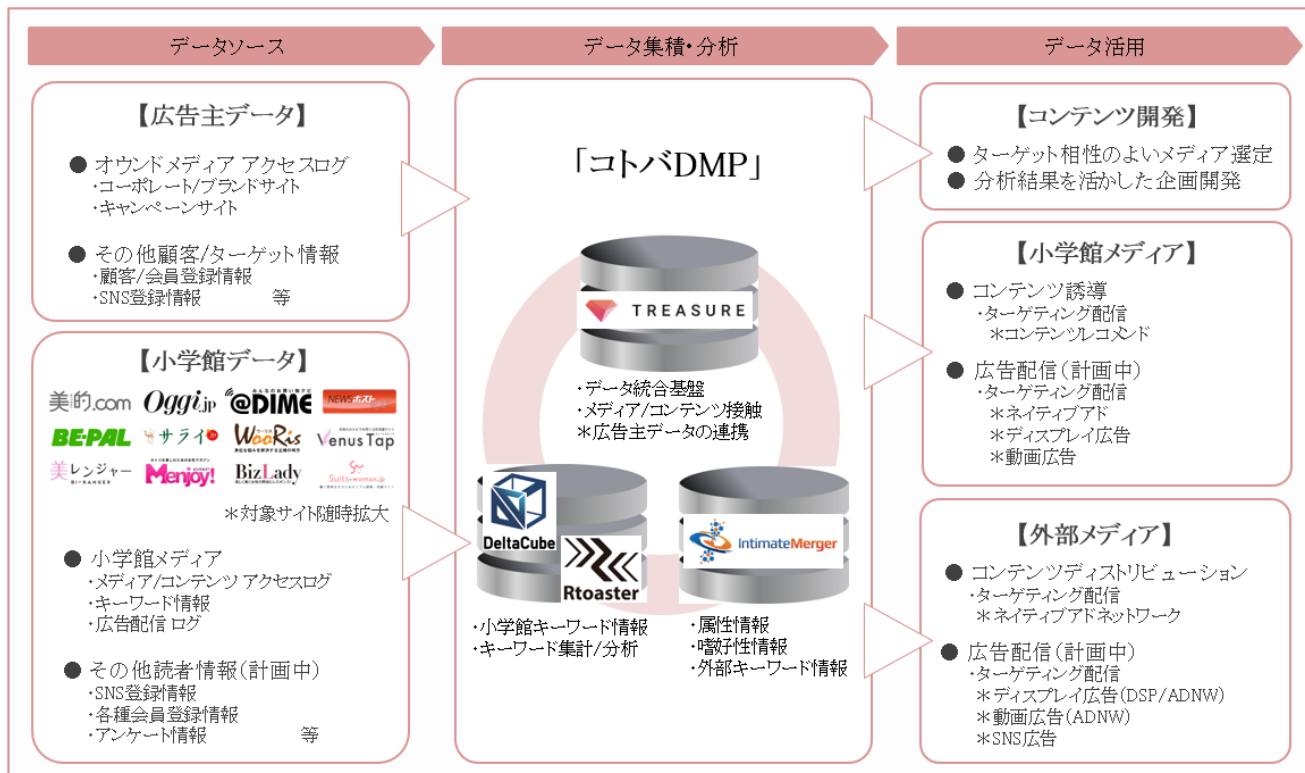 データソース
データ集積・分析
データ活用
【広告主データ】
● オウンドメディア アクセスログ
・コーポレート/ブランドサイト
・キャンペーンサイト
● その他顧客/ターゲット情報
・顧客/会員登録情報
・SNS登録情報 等
【小学館データ】
美的.com Oggi.jp @DIME NEWSポスト
BE-PAL サライ WooRis Venus Tap
美レンジャー Menjoy! BizLady Suits-woman.jp
BI+RANGER
＊対象サイト随時拡大
● 小学館メディア
・メディア/コンテンツ アクセスログ
・キーワード情報
・広告配信 ログ
● その他読者情報(計画中)
・SNS登録情報
・各種会員登録情報
・アンケート情報 等
「コトバDMP」
TREASURE
・データ統合基盤
・メディア/コンテンツ接触
＊広告主データの連携
DeltaCube
Rtoaster
・小学館キーワード情報
・キーワード集計/分析
IntimateMerger
・属性情報
・嗜好性情報
・外部キーワード情報
【コンテンツ開発】
● ターゲット相性のよいメディア選定
● 分析結果を活かした企画開発
【小学館メディア】
● コンテンツ誘導
・ターゲティング配信
＊コンテンツレコメンド
● 広告配信(計画中)
・ターゲティング配信
＊ネイティブアド
＊ディスプレイ広告
＊動画広告
【外部メディア】
● コンテンツディストリビューション
・ターゲティング配信
＊ネイティブアドネットワーク
● 広告配信(計画中)
・ターゲティング配信
＊ディスプレイ広告(DSP/ADNW)
＊動画広告(ADNW)
＊SNS広告